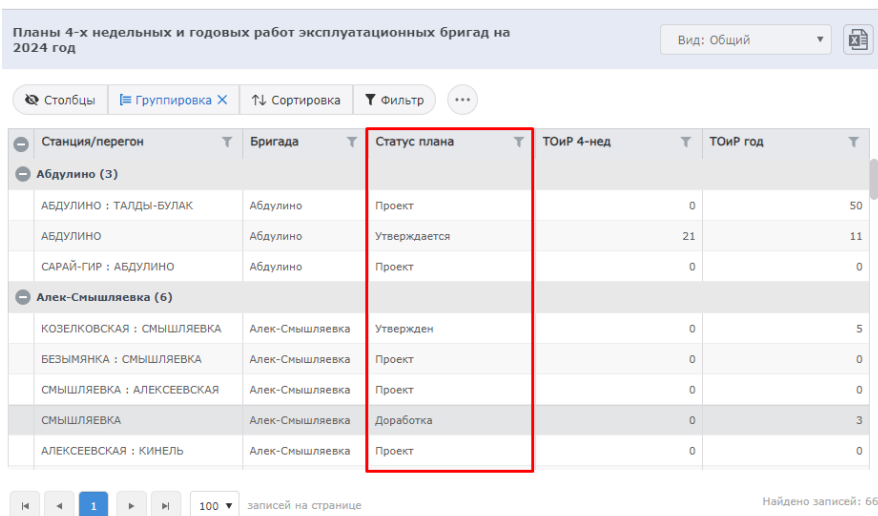 Планы 4-х недельных и годовых работ эксплуатационных бригад на
2024 год
Вид: Общий
Столбцы Группировка Сортировка Фильтр
Станция/перегон Бригада Статус плана ТОиР 4-нед ТОиР год
Абдулино (3)
АБДУЛИНО : ТАЛДЫ-БУЛАК Абдулино Проект 0 50
АБДУЛИНО Абдулино Утверждается 21 11
САРАЙ-ГИР : АБДУЛИНО Абдулино Проект 0 0
Алек-Смышляевка (6)
КОЗЕЛКОВСКАЯ : СМЫШЛЯЕВКА Алек-Смышляевка Утвержден 0 5
БЕЗЫМЯНКА : СМЫШЛЯЕВКА Алек-Смышляевка Проект 0 0
СМЫШЛЯЕВКА : АЛЕКСЕЕВСКАЯ Алек-Смышляевка Проект 0 0
СМЫШЛЯЕВКА Алек-Смышляевка Доработка 0 3
АЛЕКСЕЕВСКАЯ : КИНЕЛЬ Алек-Смышляевка Проект 0 0
1 100 записей на странице Найдено записей: 66